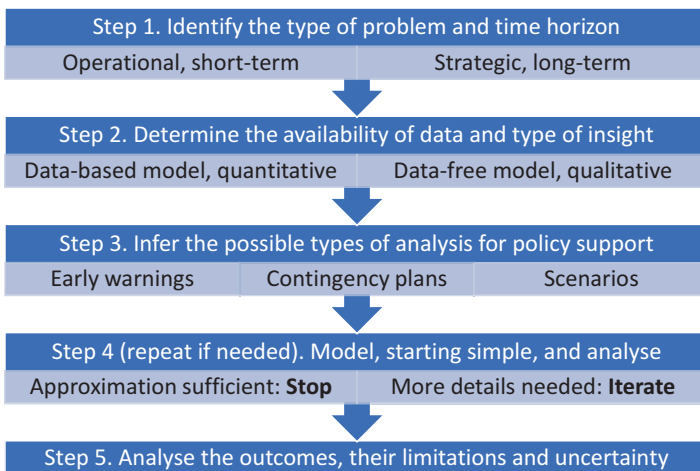 Step 1. Identify the type of problem and time horizon
Operational, short-term
Strategic, long-term
Step 2. Determine the availability of data and type of insight
Data-based model, quantitative
Data-free model, qualitative
Step 3. Infer the possible types of analysis for policy support
Early warnings
Contingency plans
Scenarios
Step 4 (repeat if needed). Model, starting simple, and analyse
Approximation sufficient: Stop
More details needed: Iterate
Step 5. Analyse the outcomes, their limitations and uncertainty